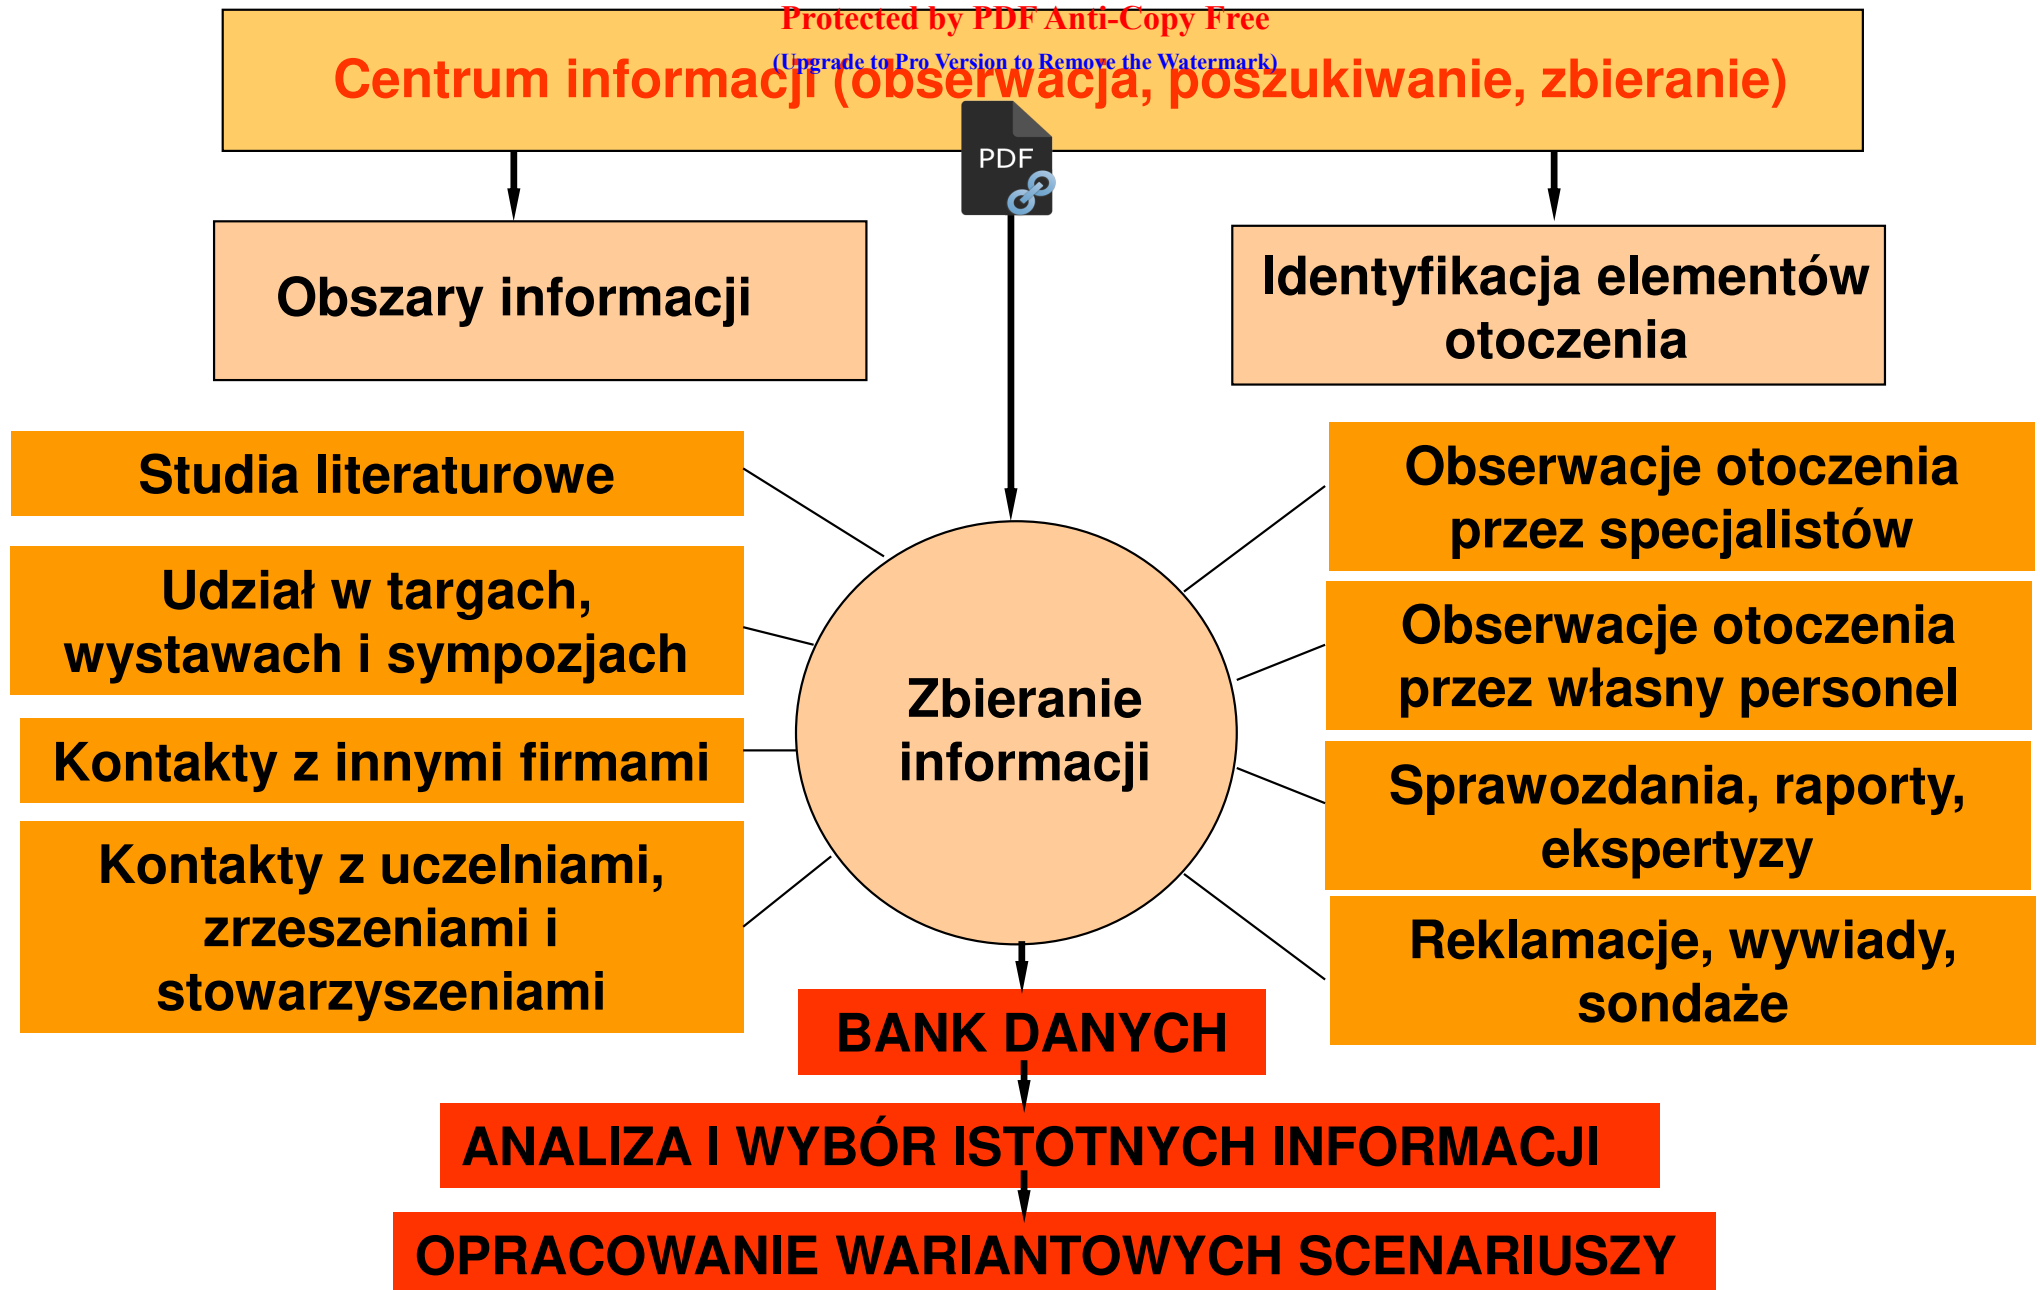 Protected by PDF Anti-Copy Free
(Upgrade to Pro Version to Remove the Watermark)
Centrum informacji (obserwacja, poszukiwanie, zbieranie)
PDF
Obszary informacji
Identyfikacja elementów
otoczenia
Studia literaturowe
Udział w targach,
wystawach i sympozjach
Kontakty z innymi firmami
Kontakty z uczelniami,
zrzeszeniami i
stowarzyszeniami
Zbieranie
informacji
Obserwacje otoczenia
przez specjalistów
Obserwacje otoczenia
przez własny personel
Sprawozdania, raporty,
ekspertyzy
Reklamacje, wywiady,
sondaże
BANK DANYCH
ANALIZA I WYBÓR ISTOTNYCH INFORMACJI
OPRACOWANIE WARIANTOWYCH SCENARIUSZY